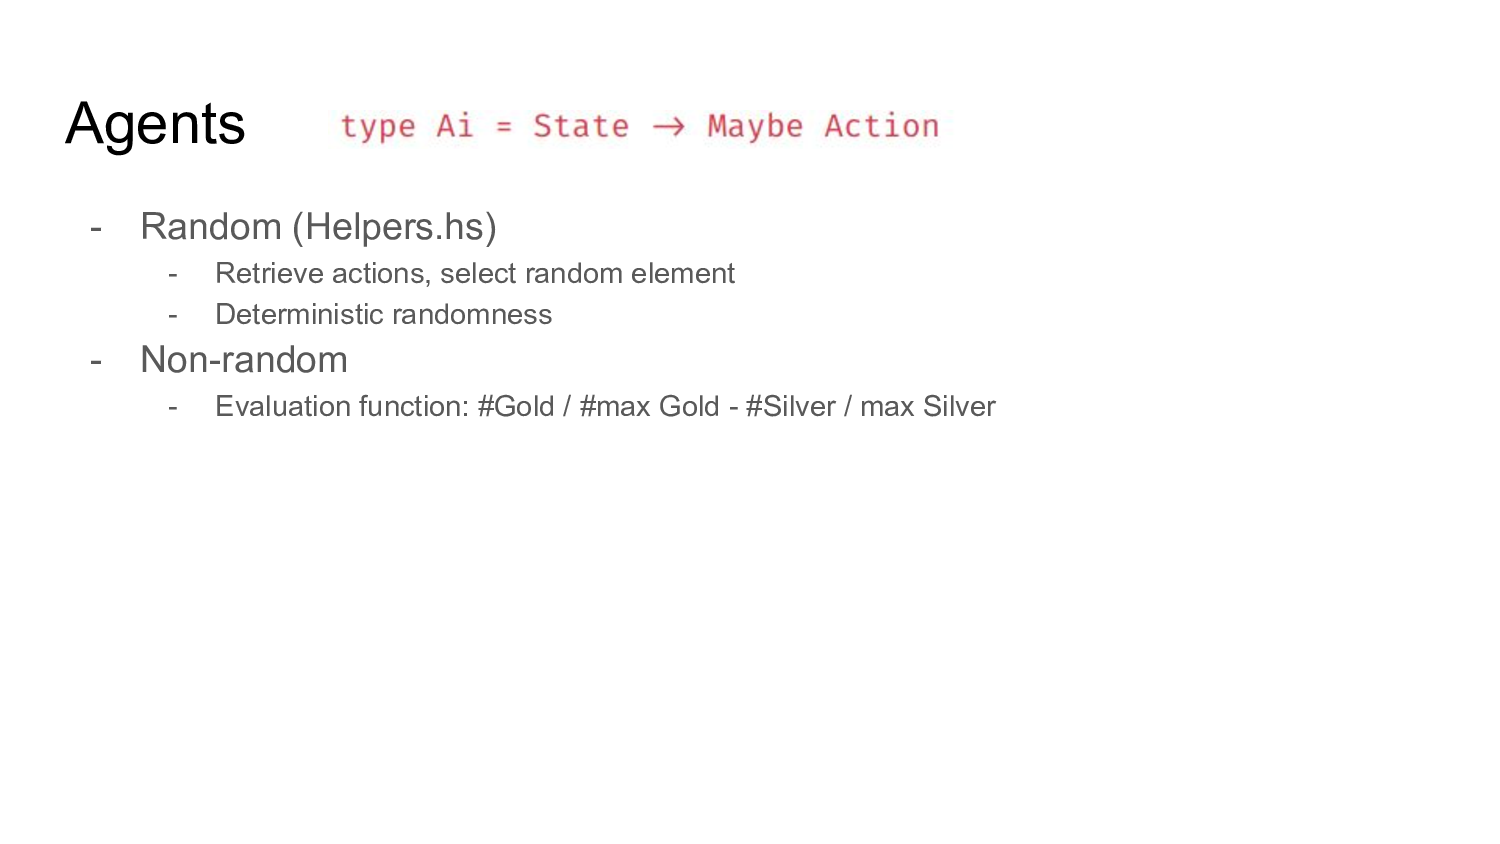 Agents
type Ai = State → Maybe Action
- Random (Helpers.hs)
- Retrieve actions, select random element
- Deterministic randomness
- Non-random
- Evaluation function: #Gold / #max Gold - #Silver / max Silver